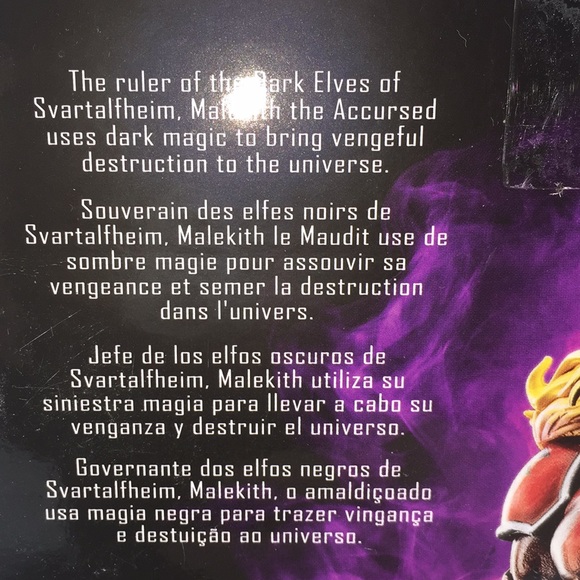 The ruler of the Dark Elves of
Svartalfheim, Malekith the Accursed
uses dark magic to bring vengeful
destruction to the universe.
Souverain des elfes noirs de
Svartalfheim, Malekith le Maudit use de
sombre magie pour assouvir sa
vengeance et semer la destruction
dans l'univers.
Jefe de los elfos oscuros de
Svartalfheim, Malekith utiliza su
siniestra magia para llevar a cabo su
venganza y destruir el universo.
Governante dos elfos negros de
Svartalfheim, Malekith, o amaldiçoado
usa magia negra para trazer vingança
e destuição ao universo.